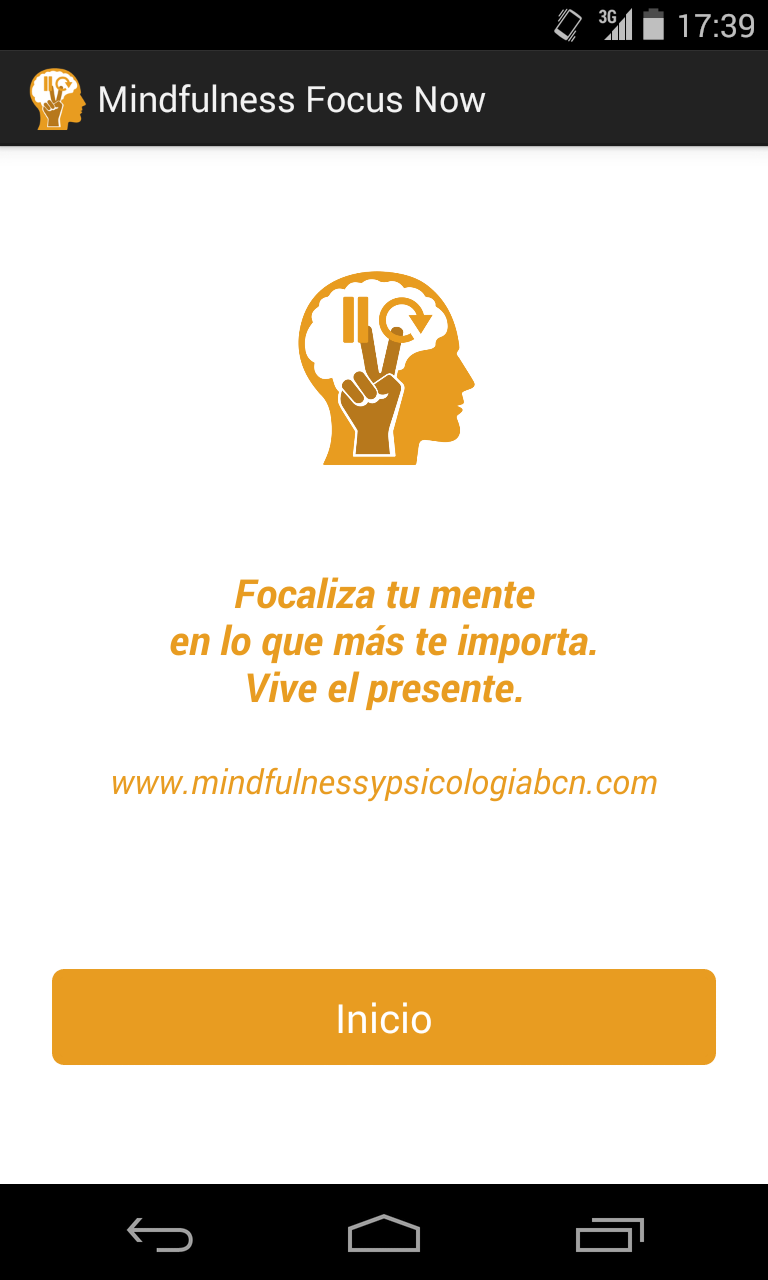 3G 17:39
Mindfulness Focus Now
Focaliza tu mente
en lo que más te importa.
Vive el presente.
www.mindfulnessypsicologiabcn.com
Inicio